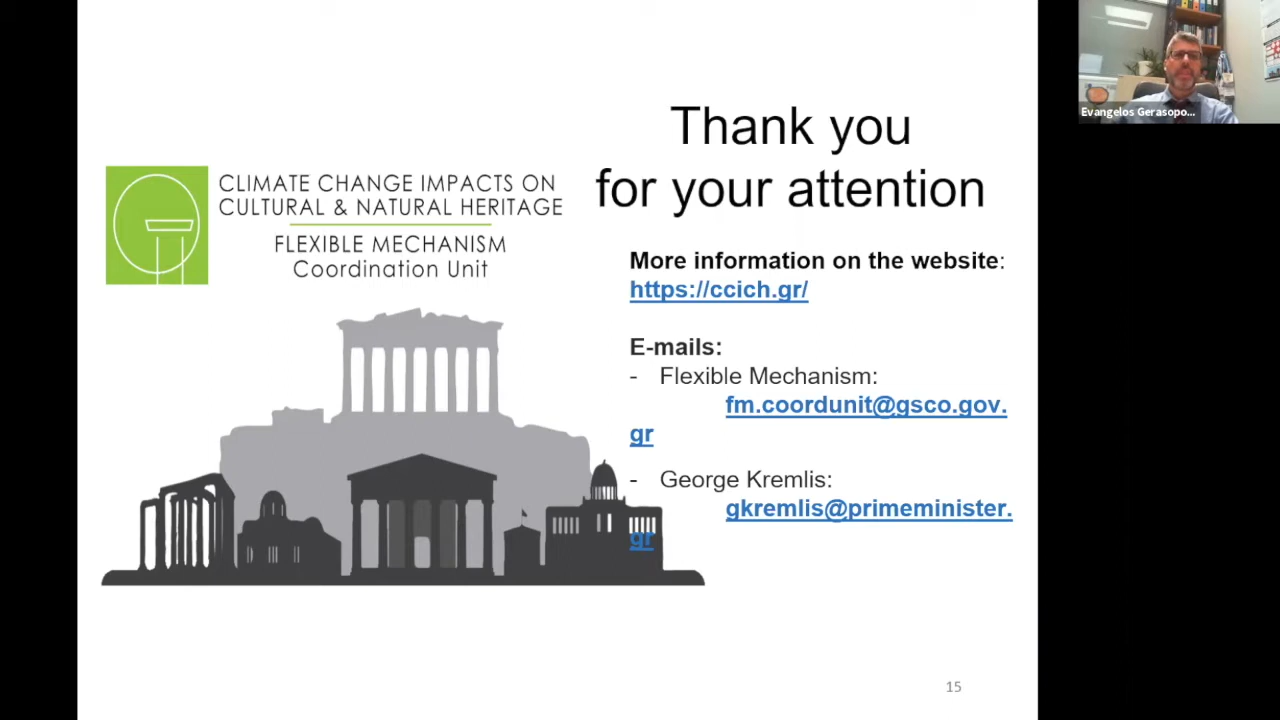 Thank you
for your attention
CLIMATE CHANGE IMPACTS ON
CULTURAL & NATURAL HERITAGE
FLEXIBLE MECHANISM
Coordination Unit
More information on the website:
https://ccich.gr/
E-mails:
- Flexible Mechanism:
fm.coordunit@gsco.gov.
gr
- George Kremlis:
gkremlis@primeminister.
gr
15
Evangelos Gerasopo...